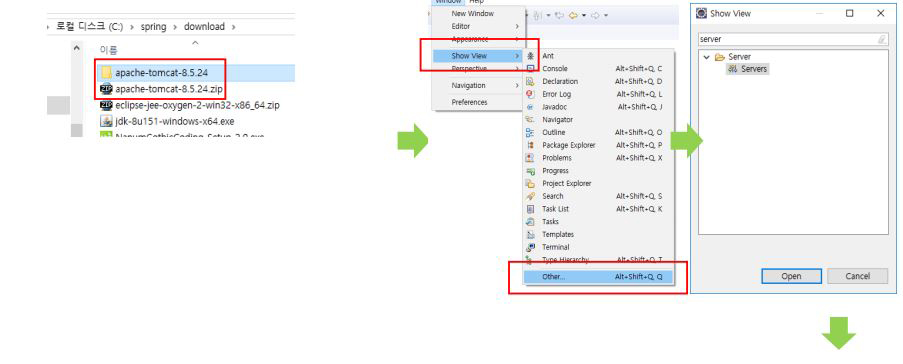 로컬 디스크 (C:) › spring › download ›
이름
apache-tomcat-8.5.24
apache-tomcat-8.5.24.zip
eclipse-jee-oxygen-2-win32-x86_64.zip
jdk-8u151-windows-x64.exe
NanumGothicCoding_Setup_2.0.exe
Window Help
New Window
Editor ›
Appearance ›
Show View ›
Perspective ›
Navigation ›
Preferences
Ant
Console Alt+Shift+Q, C
Declaration Alt+Shift+Q, D
Error Log Alt+Shift+Q, L
Javadoc Alt+Shift+Q, J
Navigator
Outline Alt+Shift+Q, O
Package Explorer Alt+Shift+Q, P
Problems Alt+Shift+Q, X
Progress
Project Explorer
Search Alt+Shift+Q, S
Task List Alt+Shift+Q, K
Tasks
Templates
Terminal
Type Hierarchy Alt+Shift+Q, T
Other... Alt+Shift+Q, Q
Show View
server
Server
Servers
Open Cancel